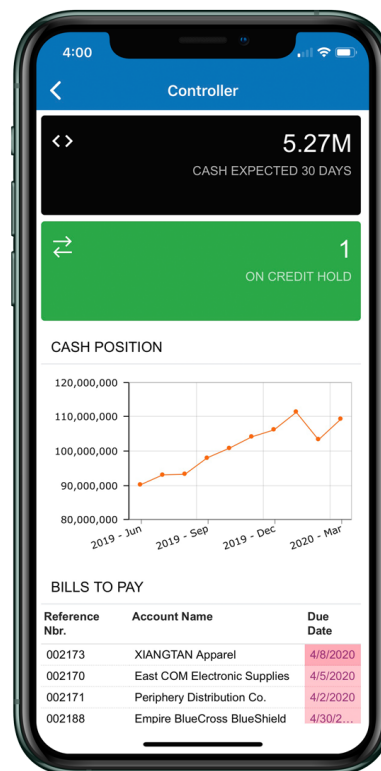 4:00
Controller
5.27M
CASH EXPECTED 30 DAYS
1
ON CREDIT HOLD
CASH POSITION
120,000,000
110,000,000
100,000,000
90,000,000
80,000,000
2019 - Jun
2019 - Sep
2019 - Dec
2020 - Mar
BILLS TO PAY
Reference Nbr. Account Name Due Date
002173 XIANGTAN Apparel 4/8/2020
002170 East COM Electronic Supplies 4/5/2020
002171 Periphery Distribution Co. 4/2/2020
002188 Empire BlueCross BlueShield 4/30/2...